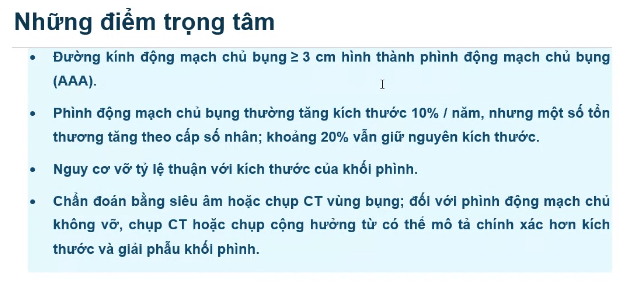 Những điểm trọng tâm
• Đường kính động mạch chủ bụng ≥ 3 cm hình thành phình động mạch chủ bụng
(AAA).
• Phình động mạch chủ bụng thường tăng kích thước 10% / năm, nhưng một số tổn
thương tăng theo cấp số nhân; khoảng 20% vẫn giữ nguyên kích thước.
• Nguy cơ vỡ tỷ lệ thuận với kích thước của khối phình.
• Chẩn đoán bằng siêu âm hoặc chụp CT vùng bụng; đối với phình động mạch chủ
không vỡ, chụp CT hoặc chụp cộng hưởng từ có thể mô tả chính xác hơn kích
thước và giải phẫu khối phình.